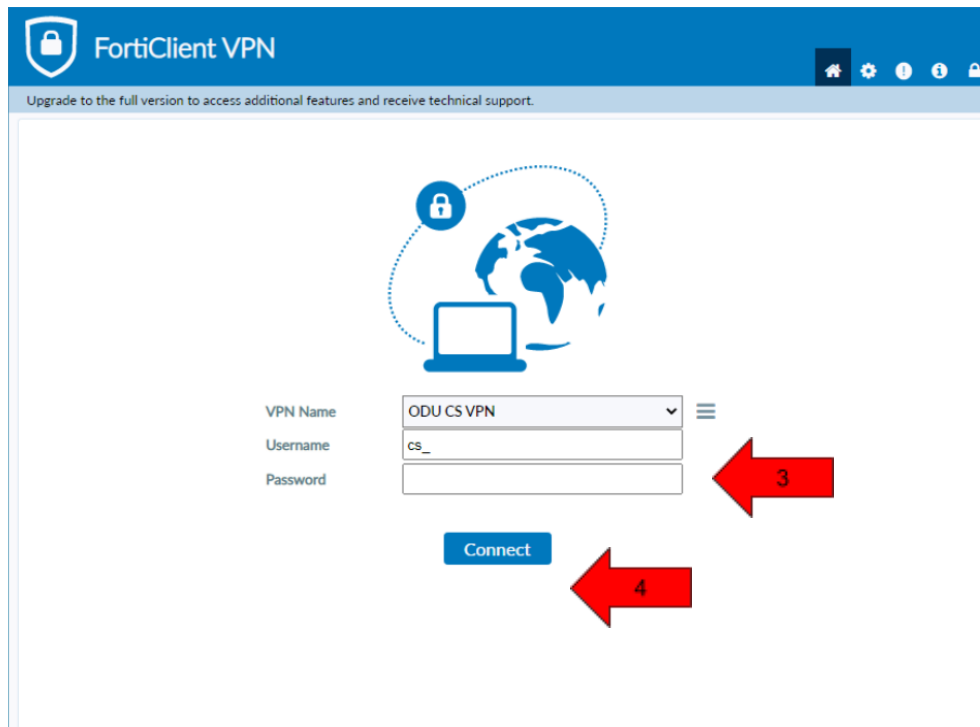 FortiClient VPN
Upgrade to the full version to access additional features and receive technical support.
VPN Name ODU CS VPN
Username cs_
Password
3
Connect
4